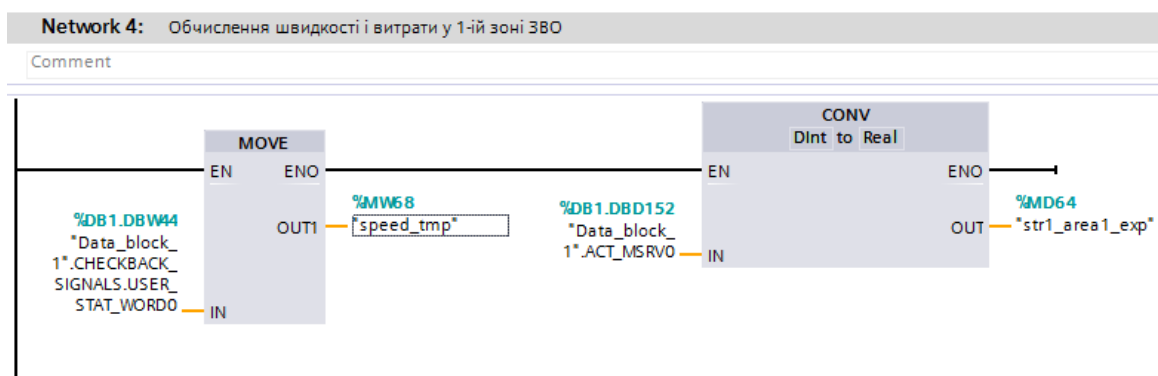 Network 4: Обчислення швидкості і витрати у 1-ій зоні ЗВО
Comment
MOVE
EN ENO
%DB1.DBW44
"Data_block_
1".CHECKBACK_
SIGNALS.USER_
STAT_WORD0
IN
OUT1
%MW68
"speed_tmp"
CONV
DInt to Real
EN ENO
%DB1.DBD152
"Data_block_
1".ACT_MSRV0
IN
OUT
%MD64
"str1_area1_exp"